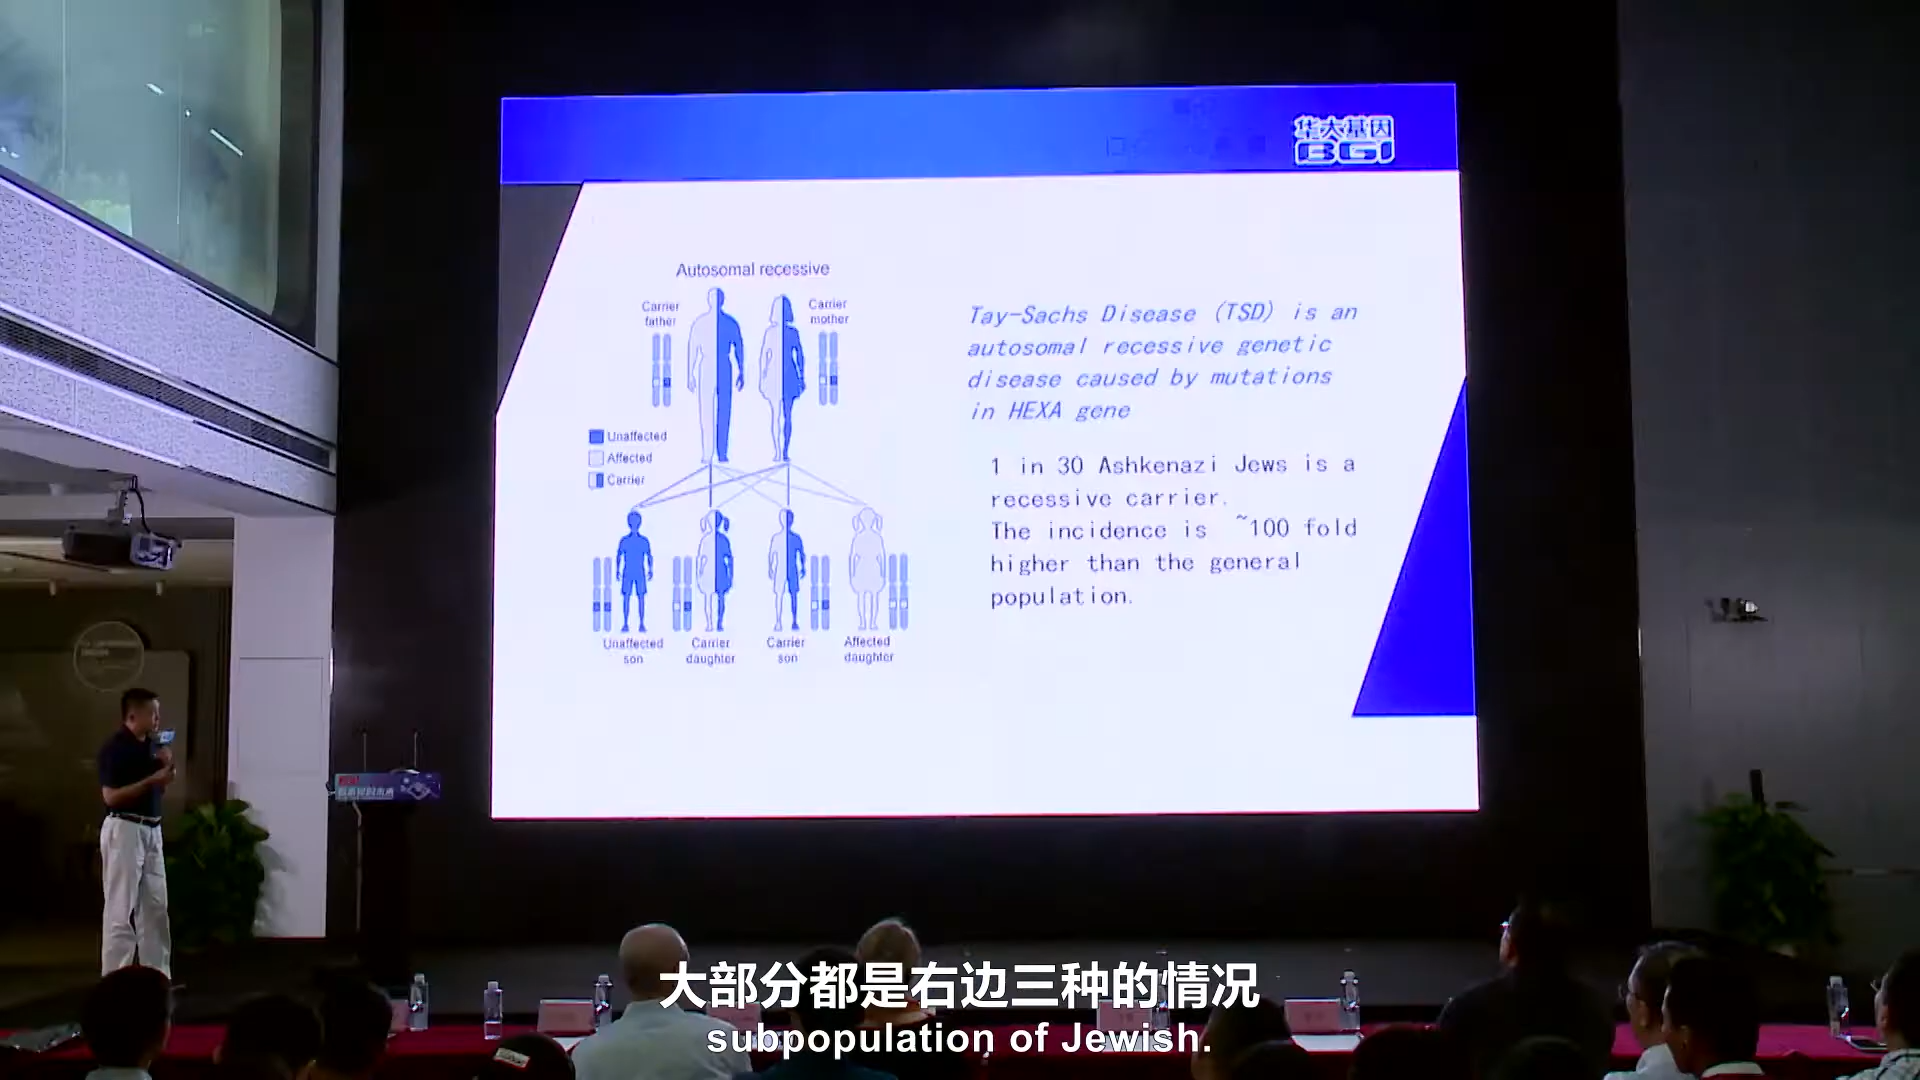 华大基因
BGI
Autosomal recessive
Carrier
father
Carrier
mother
Unaffected
Affected
Carrier
Unaffected
son
Carrier
daughter
Carrier
son
Affected
daughter
Tay-Sachs Disease (TSD) is an
autosomal recessive genetic
disease caused by mutations
in HEXA gene
1 in 30 Ashkenazi Jews is a
recessive carrier.
The incidence is ~100 fold
higher than the general
population.
大部分都是右边三种的情况
subpopulation of Jewish.